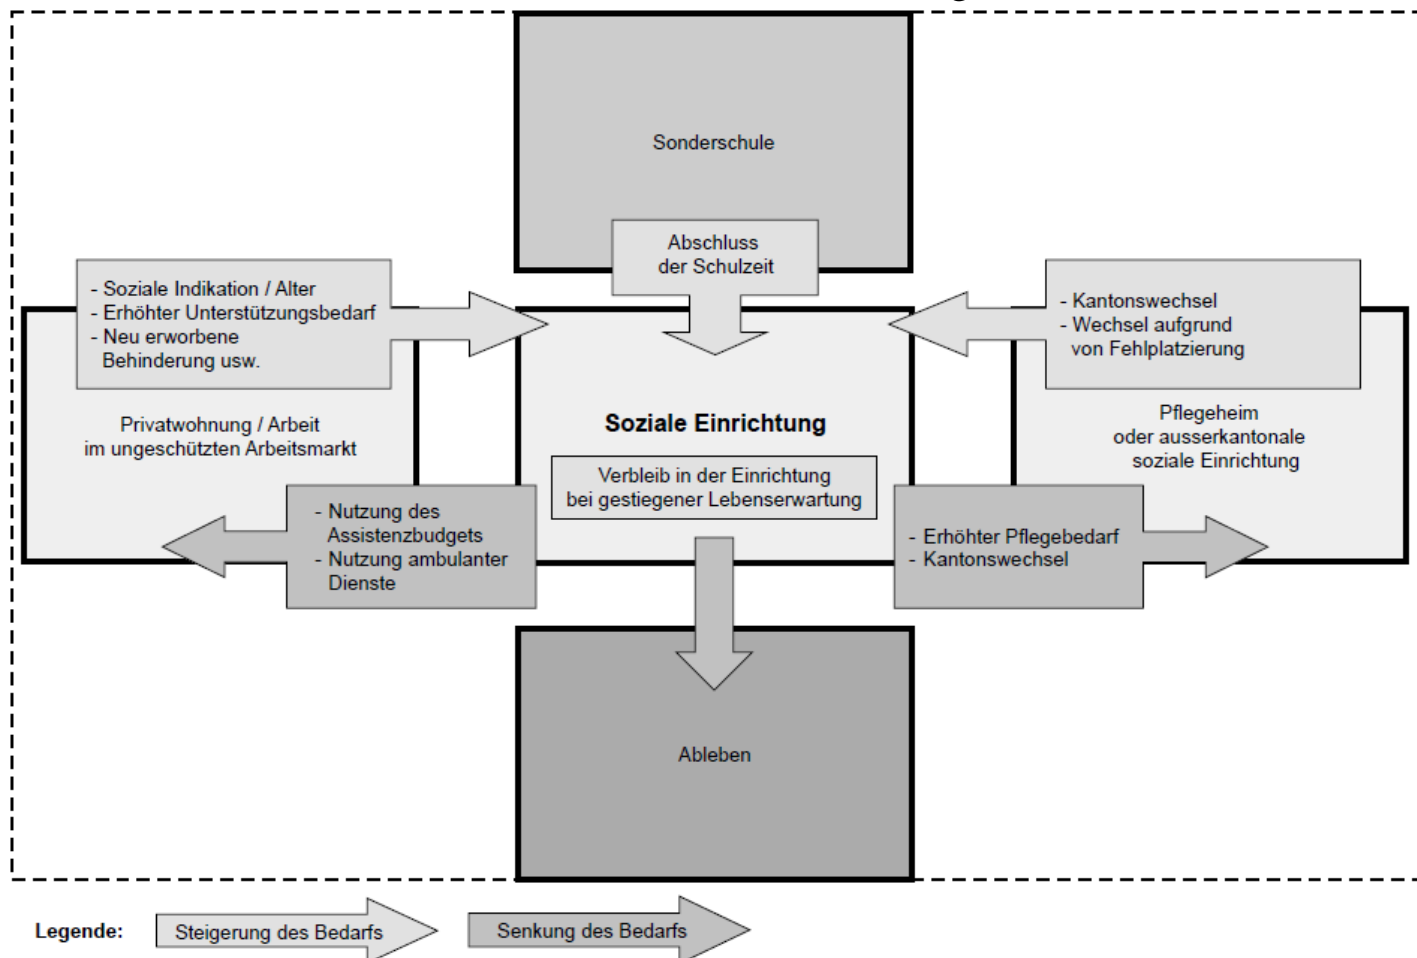 Sonderschule
Abschluss
der Schulzeit
- Soziale Indikation / Alter
- Erhöhter Unterstützungsbedarf
- Neu erworbene
Behinderung usw.
- Kantonswechsel
- Wechsel aufgrund
von Fehlplatzierung
Privatwohnung / Arbeit
im ungeschützten Arbeitsmarkt
Soziale Einrichtung
Verbleib in der Einrichtung
bei gestiegener Lebenserwartung
Pflegeheim
oder ausserkantonale
soziale Einrichtung
- Nutzung des
Assistenzbudgets
- Nutzung ambulanter
Dienste
- Erhöhter Pflegebedarf
- Kantonswechsel
Ableben
Legende:
Steigerung des Bedarfs
Senkung des Bedarfs